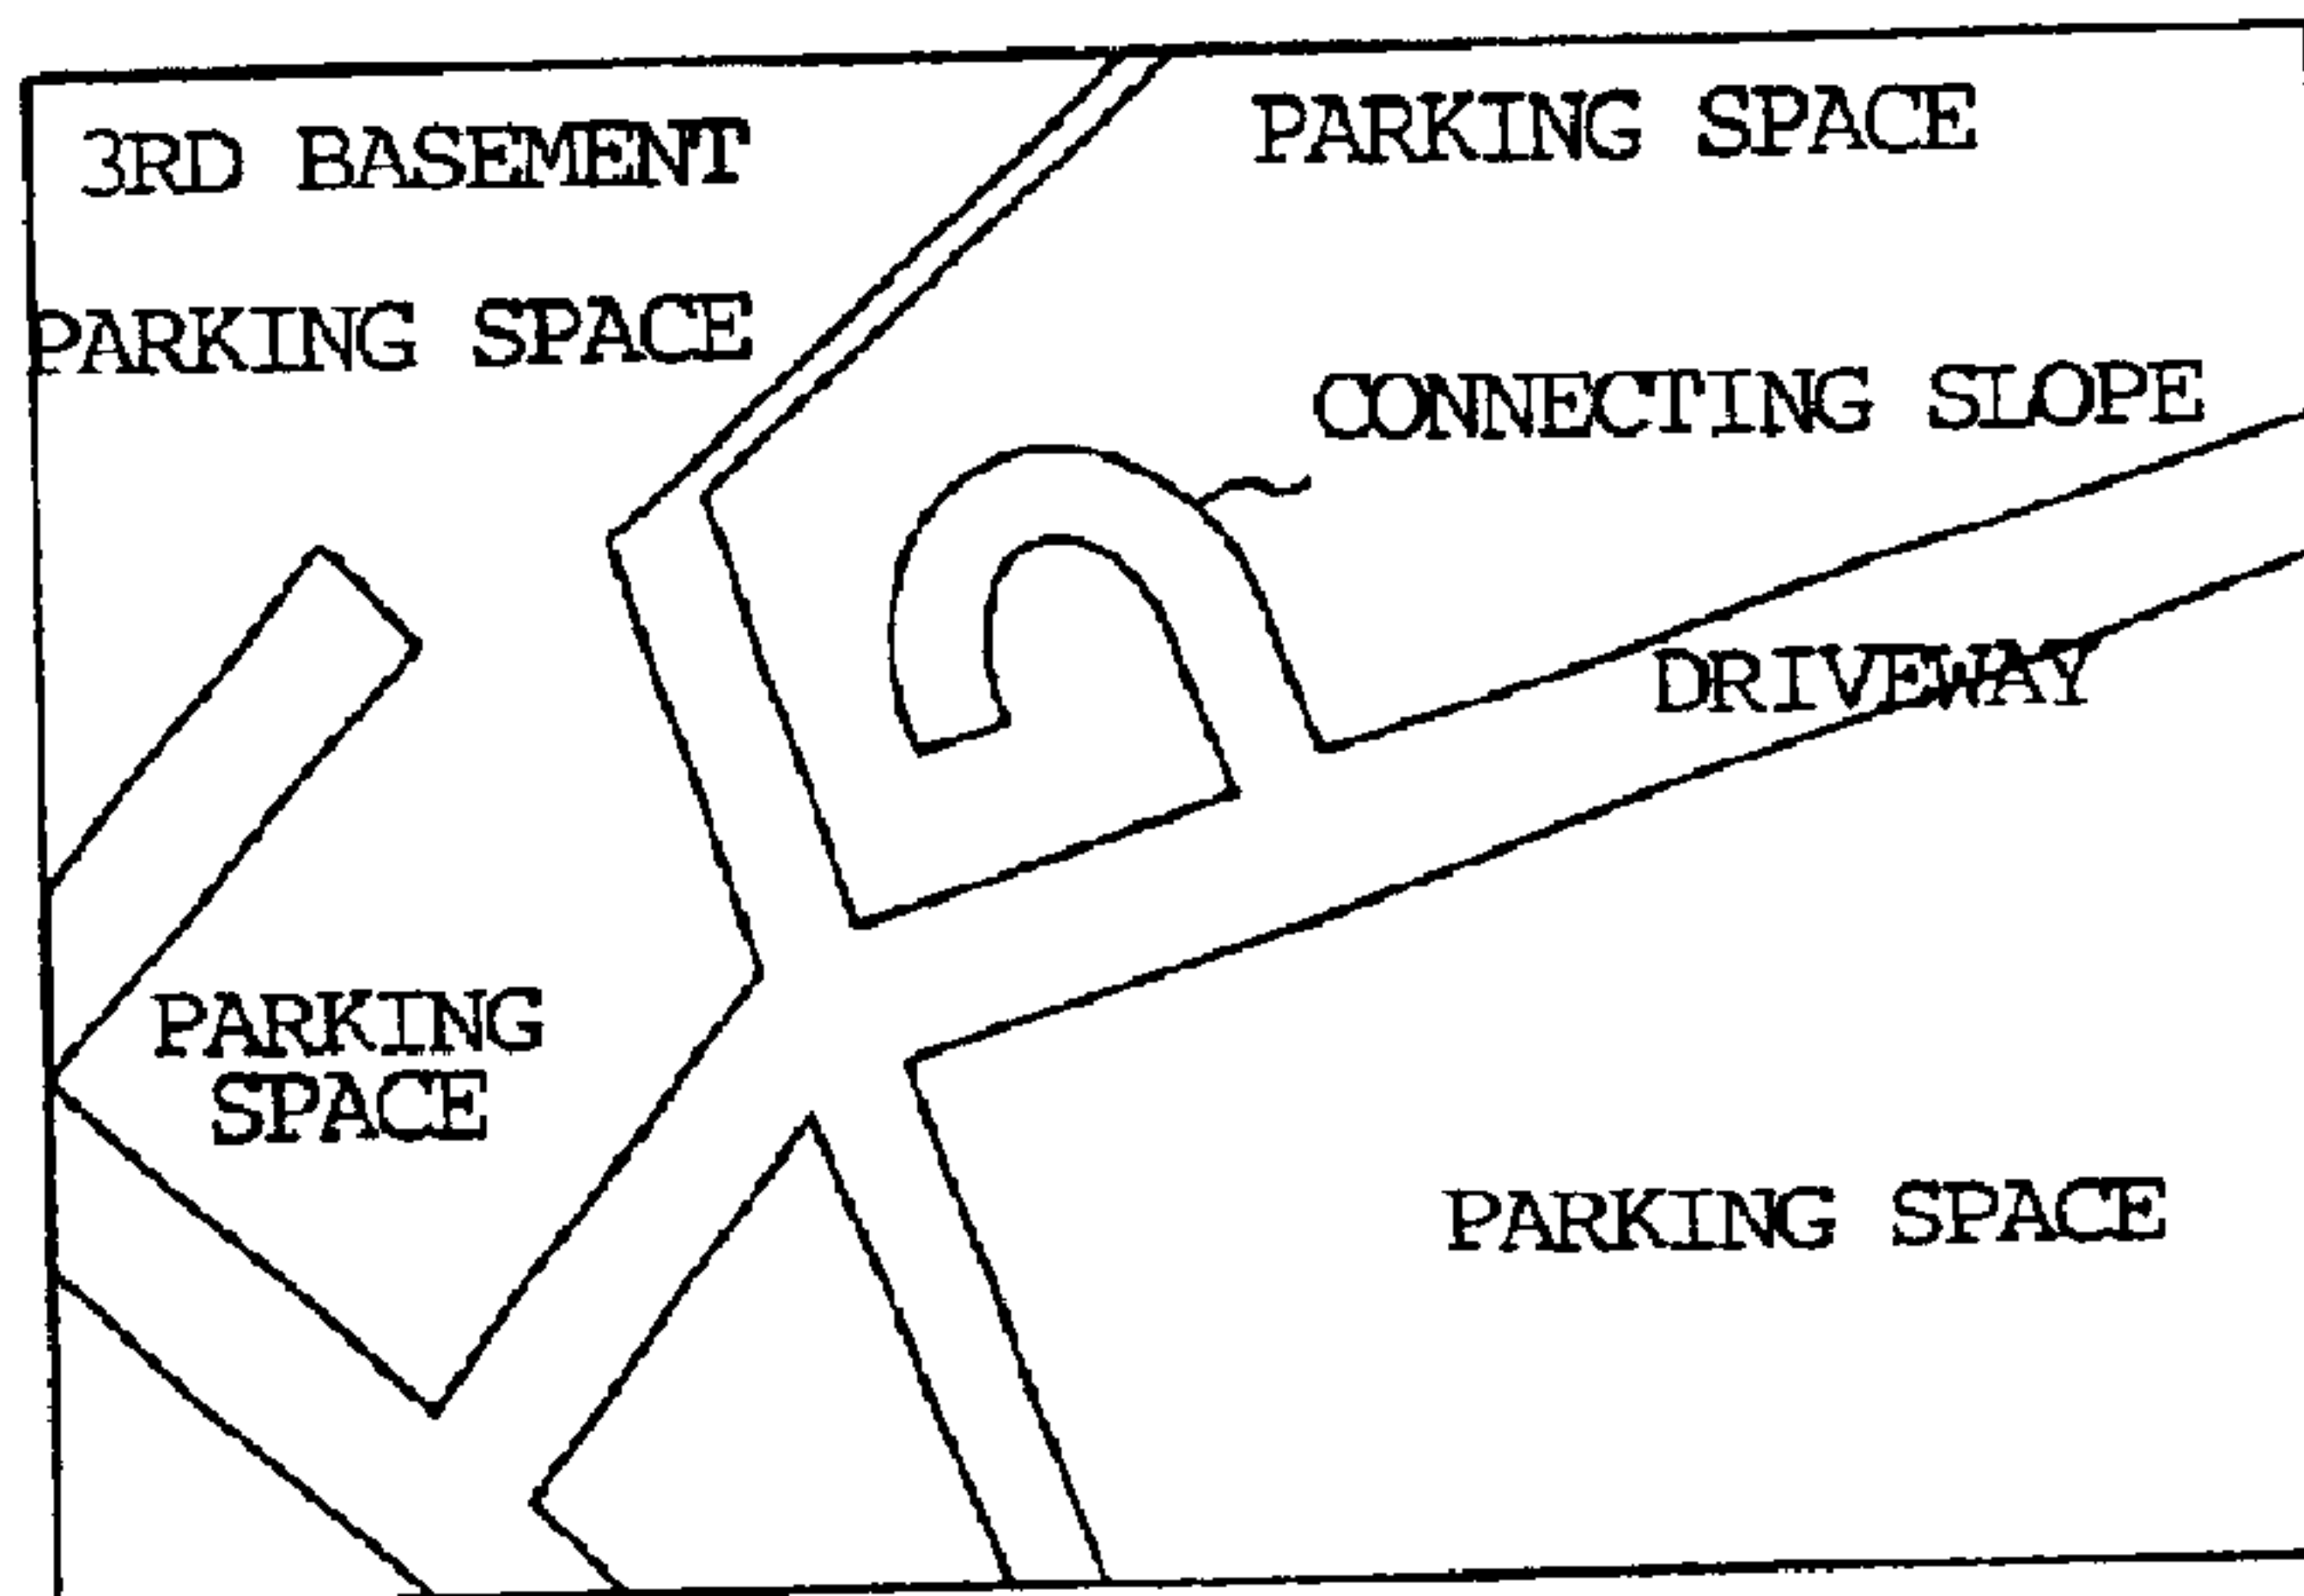 3RD BASEMENT
PARKING SPACE
PARKING SPACE
CONNECTING SLOPE
DRIVEWAY
PARKING
SPACE
PARKING SPACE